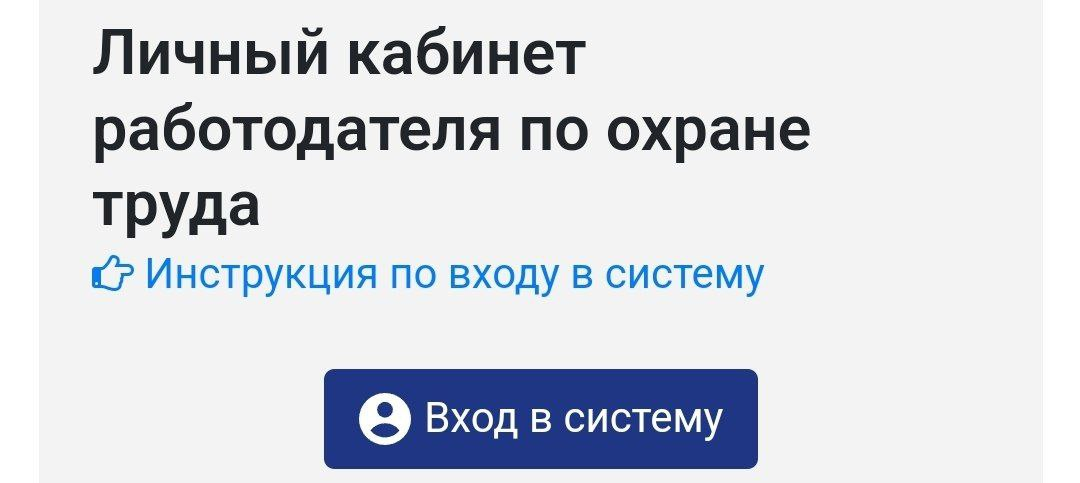 Личный кабинет
работодателя по охране
труда
Инструкция по входу в систему
Вход в систему